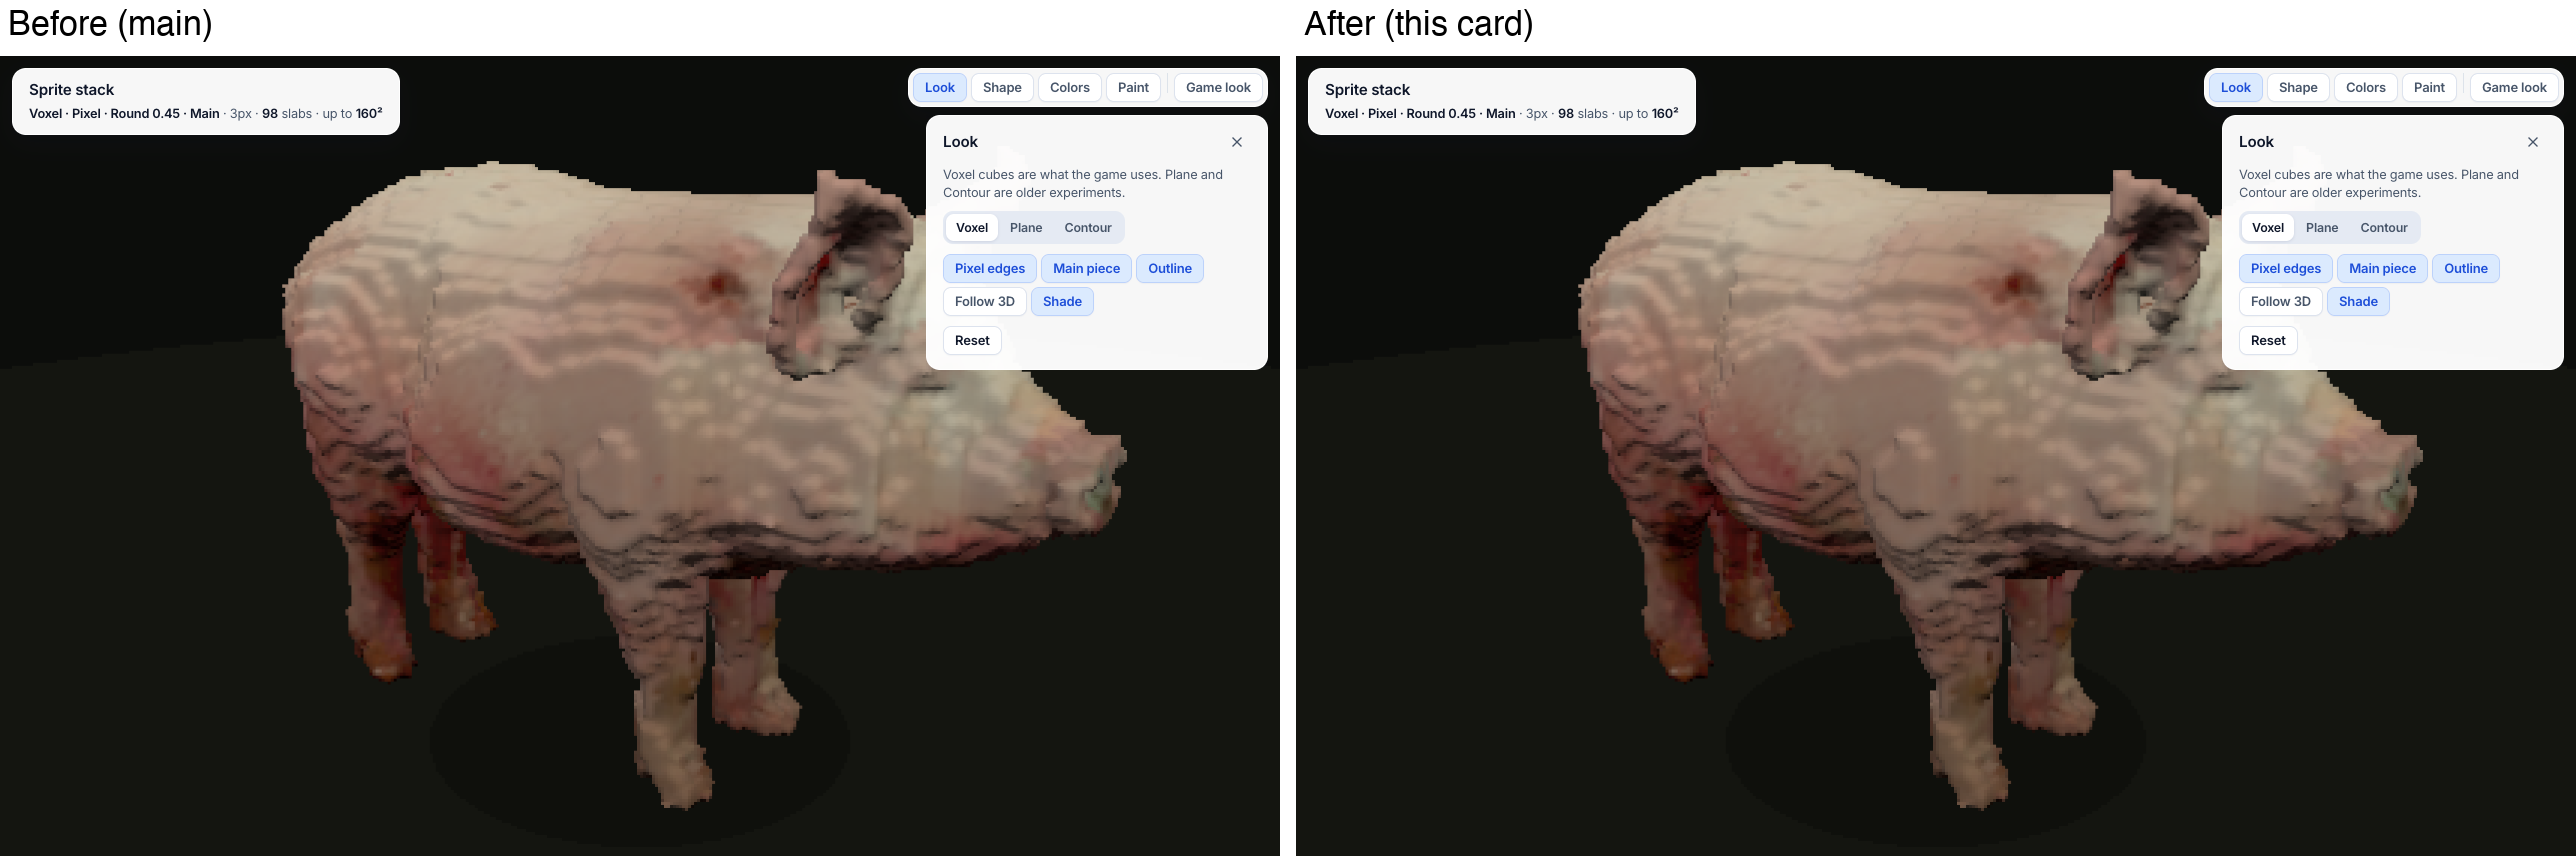 Before (main)
Sprite stack
Voxel · Pixel · Round 0.45 · Main · 3px · 98 slabs · up to 160²
Look Shape Colors Paint Game look
Look
Voxel cubes are what the game uses. Plane and
Contour are older experiments.
Voxel Plane Contour
Pixel edges Main piece Outline
Follow 3D Shade
Reset
After (this card)
Sprite stack
Voxel · Pixel · Round 0.45 · Main · 3px · 98 slabs · up to 160²
Look Shape Colors Paint Game look
Look
Voxel cubes are what the game uses. Plane and
Contour are older experiments.
Voxel Plane Contour
Pixel edges Main piece Outline
Follow 3D Shade
Reset